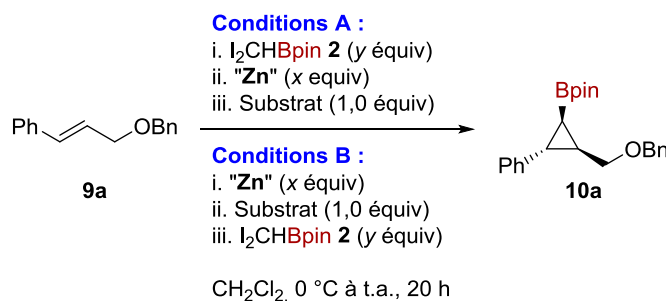 Conditions A :
i. I₂CHBpin 2 (y équiv)
ii. "Zn" (x equiv)
iii. Substrat (1,0 équiv)
Ph
OBn
9a
Conditions B :
i. "Zn" (x équiv)
ii. Substrat (1,0 équiv)
iii. I₂CHBpin 2 (y équiv)
CH₂Cl₂, 0 °C à t.a., 20 h
Bpin
Ph
OBn
10a